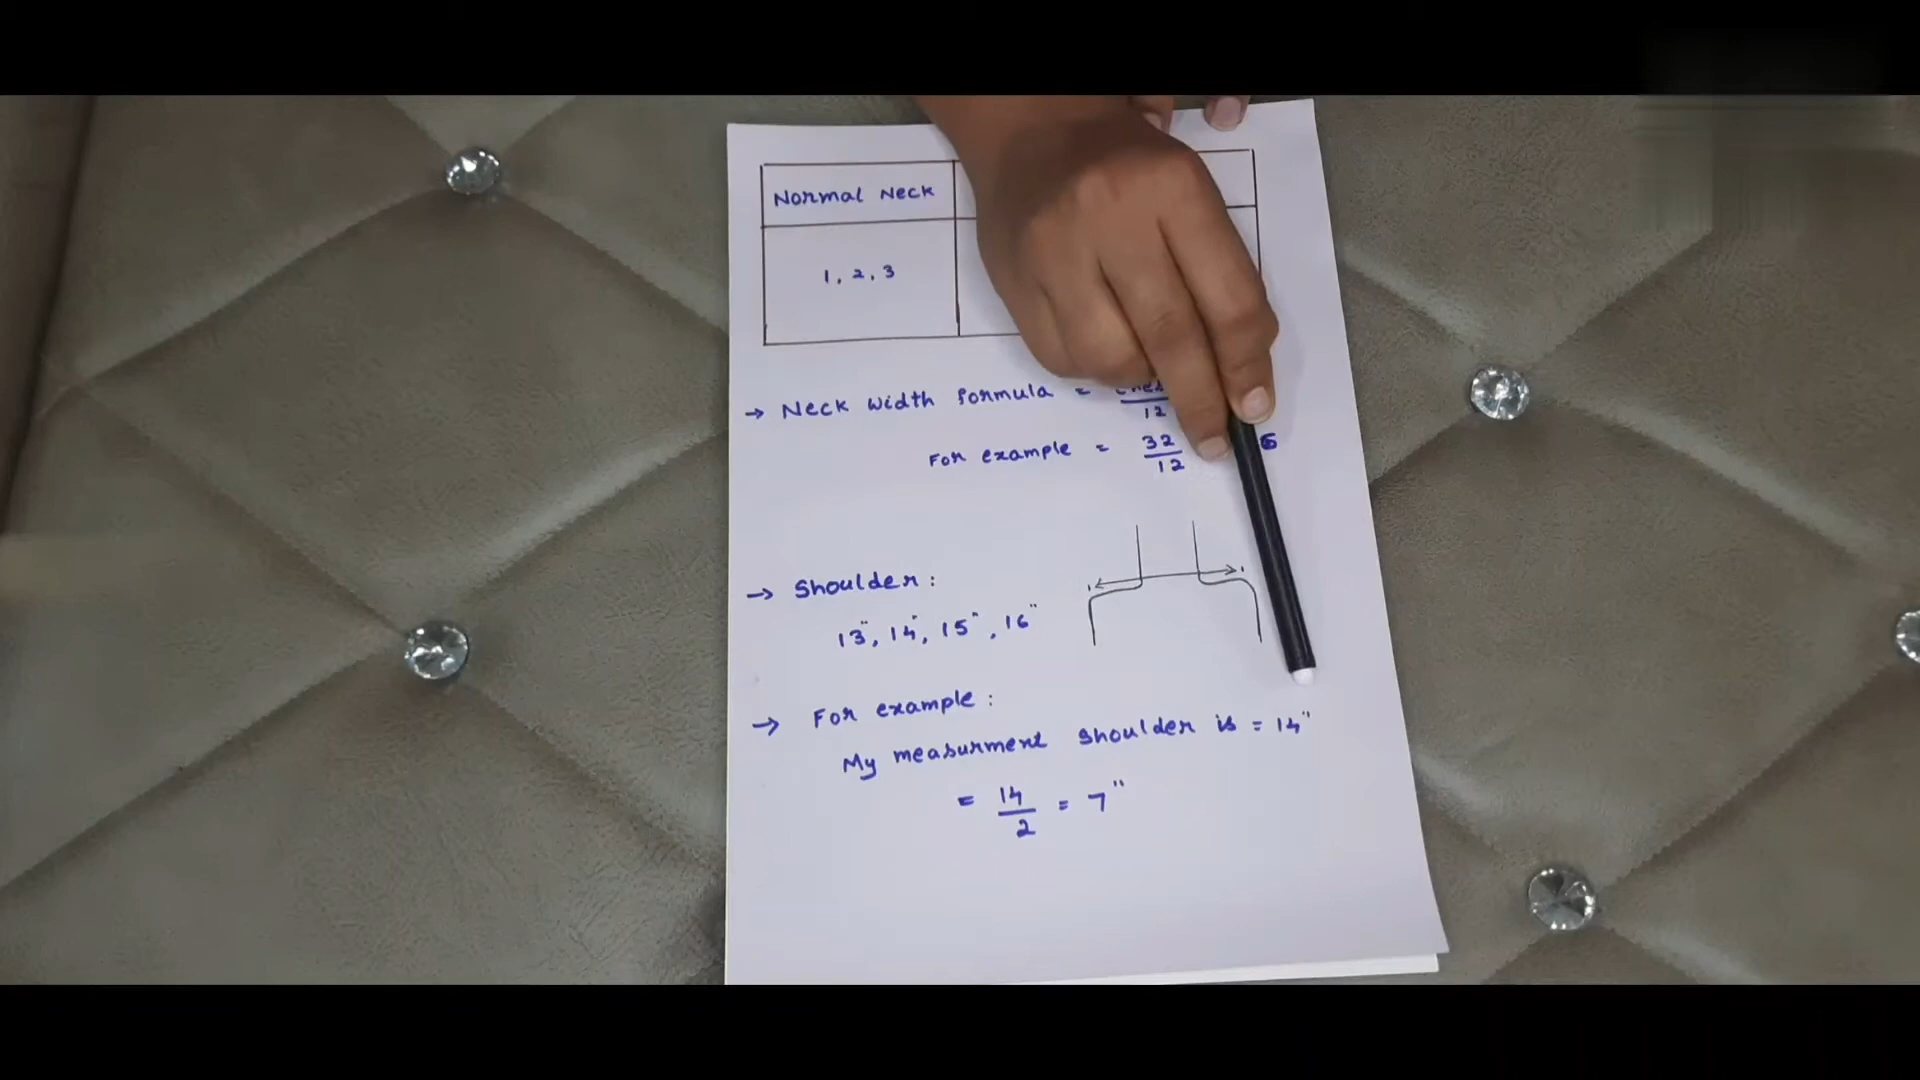 Normal Neck
1, 2, 3
→ Neck width formula =
12
For example = 32
12
→ Shoulder:
13", 14", 15", 16"
→ For example:
My measurment shoulder is = 14"
= 14
2 = 7"